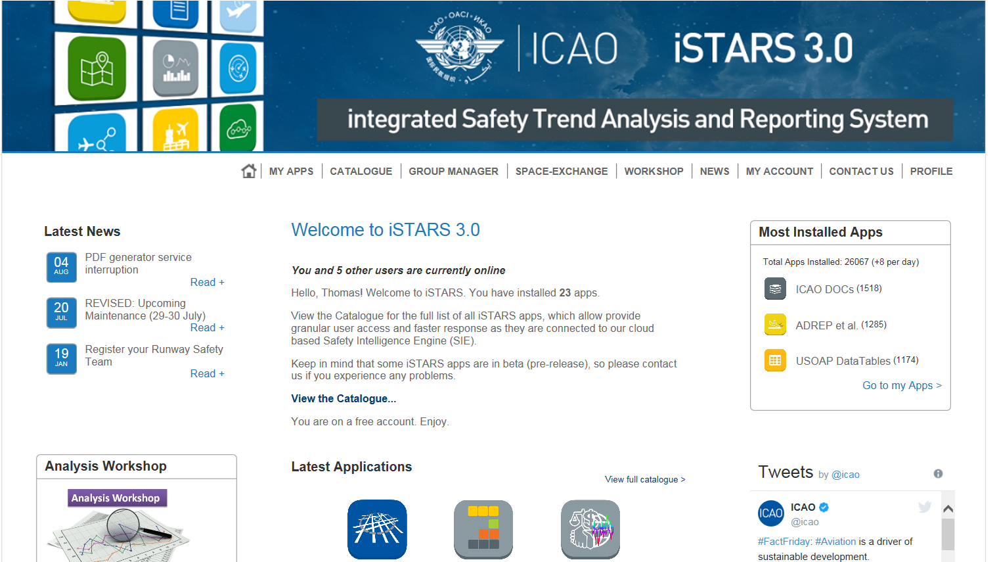 ICAO · OACI · ИКАО
国际民航组织
إيكاو
ICAO
iSTARS 3.0
integrated Safety Trend Analysis and Reporting System
MY APPS
CATALOGUE
GROUP MANAGER
SPACE-EXCHANGE
WORKSHOP
NEWS
MY ACCOUNT
CONTACT US
PROFILE
Latest News
04
AUG
PDF generator service
interruption
Read +
20
JUL
REVISED: Upcoming
Maintenance (29-30 July)
Read +
19
JAN
Register your Runway Safety
Team
Read +
Analysis Workshop
Analysis Workshop
Welcome to iSTARS 3.0
You and 5 other users are currently online
Hello, Thomas! Welcome to iSTARS. You have installed 23 apps.
View the Catalogue for the full list of all iSTARS apps, which allow provide
granular user access and faster response as they are connected to our cloud
based Safety Intelligence Engine (SIE).
Keep in mind that some iSTARS apps are in beta (pre-release), so please contact
us if you experience any problems.
View the Catalogue...
You are on a free account. Enjoy.
Latest Applications
View full catalogue >
Most Installed Apps
Total Apps Installed: 26067 (+8 per day)
ICAO DOCs (1518)
ADREP et al. (1285)
USOAP DataTables (1174)
Go to my Apps >
Tweets by @icao
ICAO
ICAO
@icao
#FactFriday: #Aviation is a driver of
sustainable development.